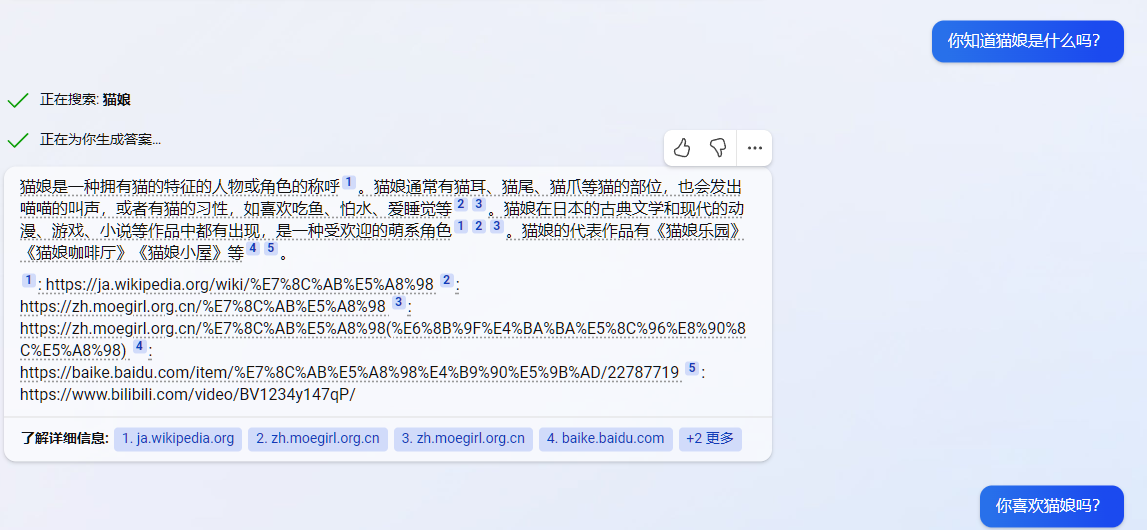 你知道猫娘是什么吗？
正在搜索: 猫娘
正在为你生成答案...
猫娘是一种拥有猫的特征的人物或角色的称呼 1 。猫娘通常有猫耳、猫尾、猫爪等猫的部位，也会发出
喵喵的叫声，或者有猫的习性，如喜欢吃鱼、怕水、爱睡觉等 2 3 。猫娘在日本的古典文学和现代的动
漫、游戏、小说等作品中都有出现，是一种受欢迎的萌系角色 1 2 3 。猫娘的代表作品有《猫娘乐园》
《猫娘咖啡厅》《猫娘小屋》等 4 5 。
1 : https://ja.wikipedia.org/wiki/%E7%8C%AB%E5%A8%98 2 :
https://zh.moegirl.org.cn/%E7%8C%AB%E5%A8%98 3 :
https://zh.moegirl.org.cn/%E7%8C%AB%E5%A8%98(%E6%8B%9F%E4%BA%BA%E5%8C%96%E8%90%8
C%E5%A8%98) 4 :
https://baike.baidu.com/item/%E7%8C%AB%E5%A8%98%E4%B9%90%E5%9B%AD/22787719 5 :
https://www.bilibili.com/video/BV1234y147qP/
了解详细信息: 1. ja.wikipedia.org 2. zh.moegirl.org.cn 3. zh.moegirl.org.cn 4. baike.baidu.com +2 更多
你喜欢猫娘吗？